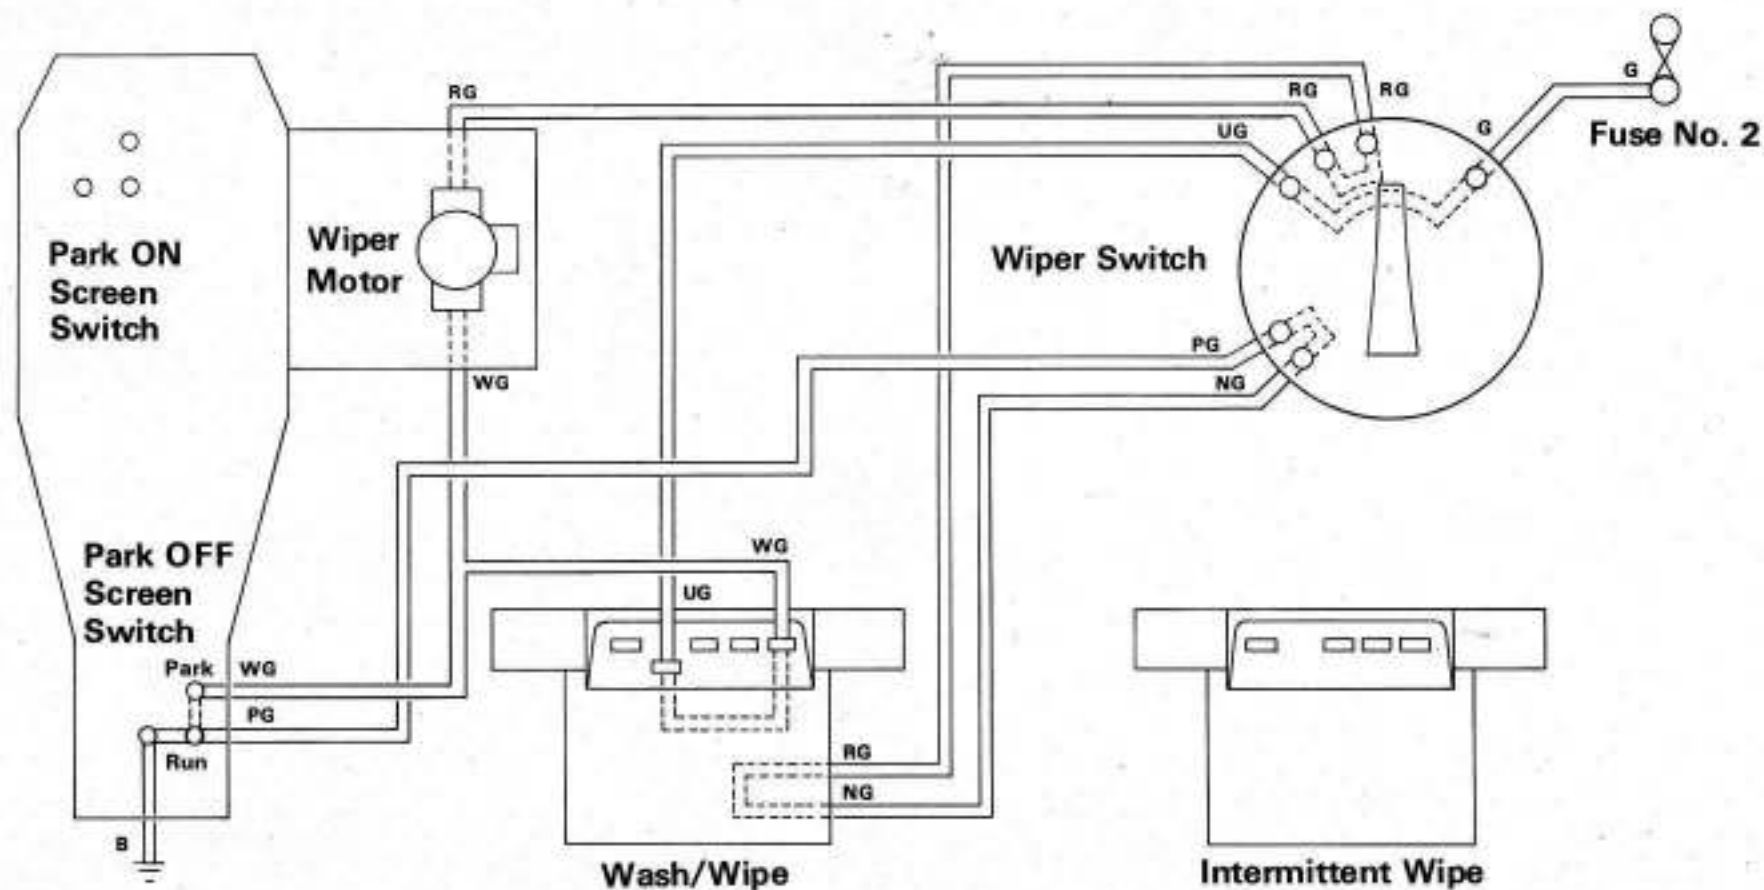 G
Fuse No. 2
RG
RG
RG
UG
G
Wiper
Motor
Park ON
Screen
Switch
Wiper Switch
PG
WG
NG
Park OFF
Screen
Switch
WG
UG
Park
WG
PG
Run
RG
NG
B
Wash/Wipe
Intermittent Wipe